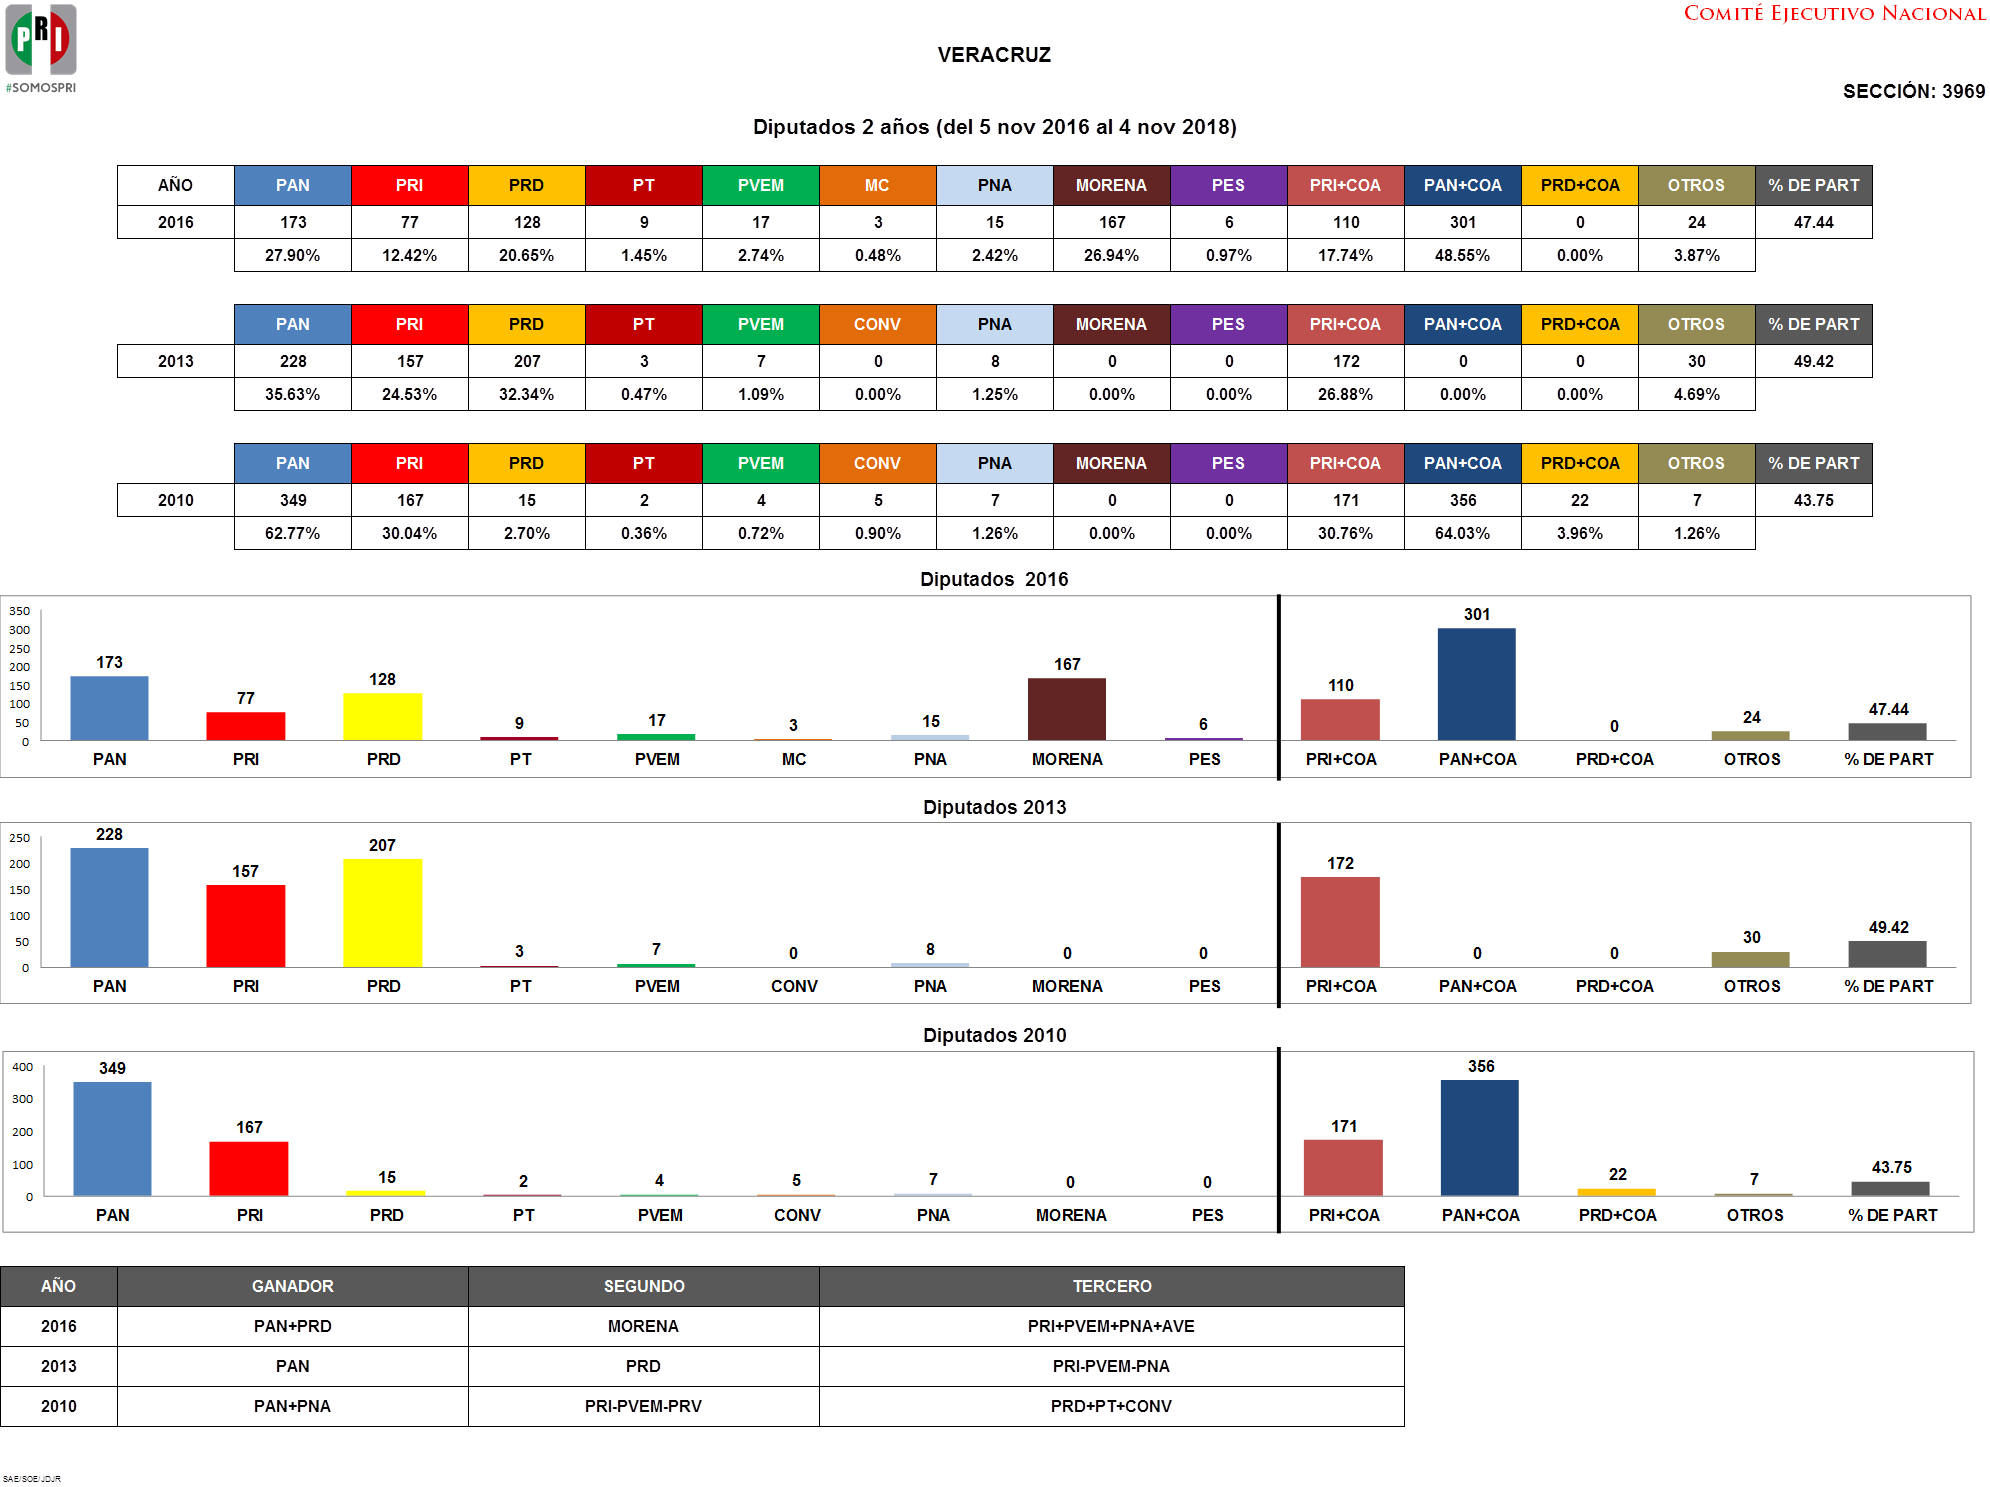 PRI
#SOMOSPRI
COMITÉ EJECUTIVO NACIONAL
VERACRUZ
SECCIÓN: 3969
Diputados 2 años (del 5 nov 2016 al 4 nov 2018)
AÑO PAN PRI PRD PT PVEM MC PNA MORENA PES PRI+COA PAN+COA PRD+COA OTROS % DE PART
2016 173 77 128 9 17 3 15 167 6 110 301 0 24 47.44
27.90% 12.42% 20.65% 1.45% 2.74% 0.48% 2.42% 26.94% 0.97% 17.74% 48.55% 0.00% 3.87%
PAN PRI PRD PT PVEM CONV PNA MORENA PES PRI+COA PAN+COA PRD+COA OTROS % DE PART
2013 228 157 207 3 7 0 8 0 0 172 0 0 30 49.42
35.63% 24.53% 32.34% 0.47% 1.09% 0.00% 1.25% 0.00% 0.00% 26.88% 0.00% 0.00% 4.69%
PAN PRI PRD PT PVEM CONV PNA MORENA PES PRI+COA PAN+COA PRD+COA OTROS % DE PART
2010 349 167 15 2 4 5 7 0 0 171 356 22 7 43.75
62.77% 30.04% 2.70% 0.36% 0.72% 0.90% 1.26% 0.00% 0.00% 30.76% 64.03% 3.96% 1.26%
Diputados 2016
350
300
250
200
150
100
50
0
173 77 128 9 17 3 15 167 6 110 301 0 24 47.44
PAN PRI PRD PT PVEM MC PNA MORENA PES PRI+COA PAN+COA PRD+COA OTROS % DE PART
Diputados 2013
250
200
150
100
50
0
228 157 207 3 7 0 8 0 0 172 0 0 30 49.42
PAN PRI PRD PT PVEM CONV PNA MORENA PES PRI+COA PAN+COA PRD+COA OTROS % DE PART
Diputados 2010
400
300
200
100
0
349 167 15 2 4 5 7 0 0 171 356 22 7 43.75
PAN PRI PRD PT PVEM CONV PNA MORENA PES PRI+COA PAN+COA PRD+COA OTROS % DE PART
AÑO GANADOR SEGUNDO TERCERO
2016 PAN+PRD MORENA PRI+PVEM+PNA+AVE
2013 PAN PRD PRI-PVEM-PNA
2010 PAN+PNA PRI-PVEM-PRV PRD+PT+CONV
SAE/SOE/JDJR